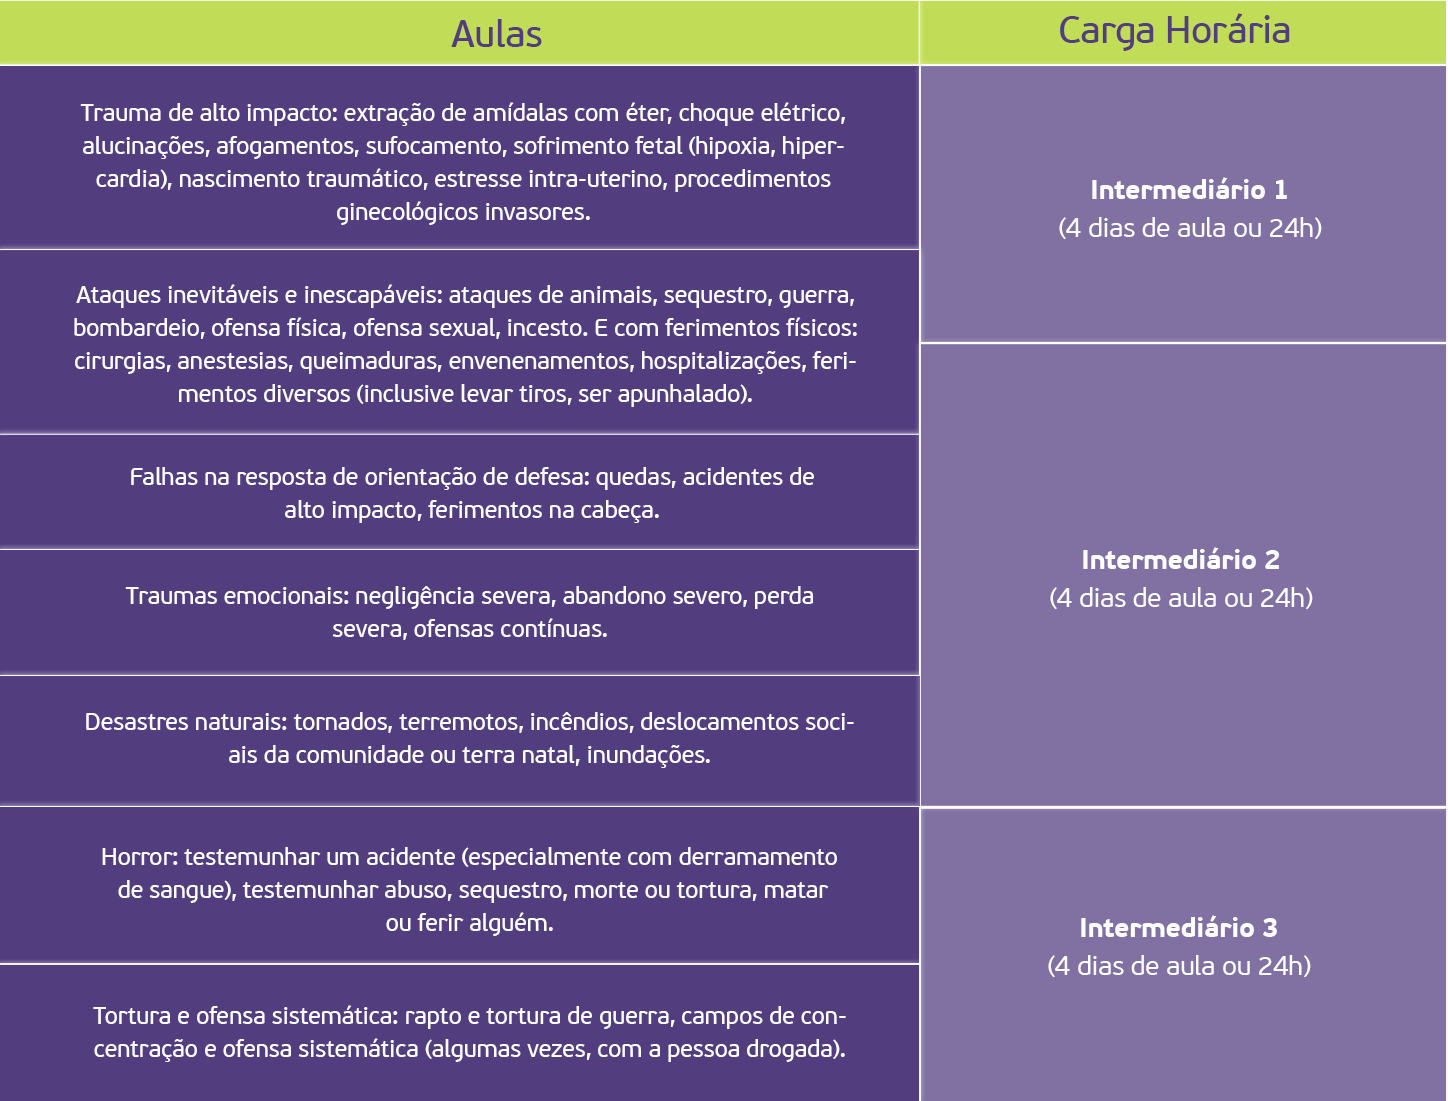 Aulas
Carga Horária
Trauma de alto impacto: extração de amídalas com éter, choque elétrico,
alucinações, afogamentos, sufocamento, sofrimento fetal (hipoxia, hiper-
cardia), nascimento traumático, estresse intra-uterino, procedimentos
ginecológicos invasores.
Intermediário 1
(4 dias de aula ou 24h)
Ataques inevitáveis e inescapáveis: ataques de animais, sequestro, guerra,
bombardeio, ofensa física, ofensa sexual, incesto. E com ferimentos físicos:
cirurgias, anestesias, queimaduras, envenenamentos, hospitalizações, feri-
mentos diversos (inclusive levar tiros, ser apunhalado).
Falhas na resposta de orientação de defesa: quedas, acidentes de
alto impacto, ferimentos na cabeça.
Intermediário 2
(4 dias de aula ou 24h)
Traumas emocionais: negligência severa, abandono severo, perda
severa, ofensas contínuas.
Desastres naturais: tornados, terremotos, incêndios, deslocamentos soci-
ais da comunidade ou terra natal, inundações.
Horror: testemunhar um acidente (especialmente com derramamento
de sangue), testemunhar abuso, sequestro, morte ou tortura, matar
ou ferir alguém.
Intermediário 3
(4 dias de aula ou 24h)
Tortura e ofensa sistemática: rapto e tortura de guerra, campos de con-
centração e ofensa sistemática (algumas vezes, com a pessoa drogada).